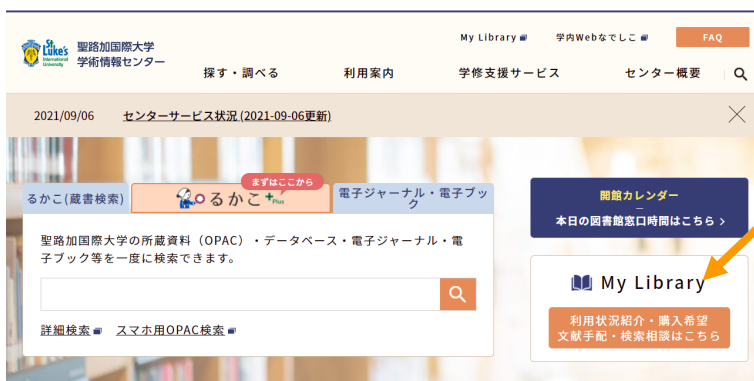 My Library
学内Webなでしこ
FAQ
St. Luke's
International
University
聖路加国際大学
学術情報センター
探す・調べる
利用案内
学修支援サービス
センター概要
2021/09/06 センターサービス状況 (2021-09-06更新)
まずはここから
るかこ(蔵書検索)
るかこ+Plus
電子ジャーナル・電子ブック
聖路加国際大学の所蔵資料（OPAC）・データベース・電子ジャーナル・電
子ブック等を一度に検索できます。
詳細検索
スマホ用OPAC検索
開館カレンダー
本日の図書館窓口時間はこちら
My Library
利用状況紹介・購入希望
文献手配・検索相談はこちら